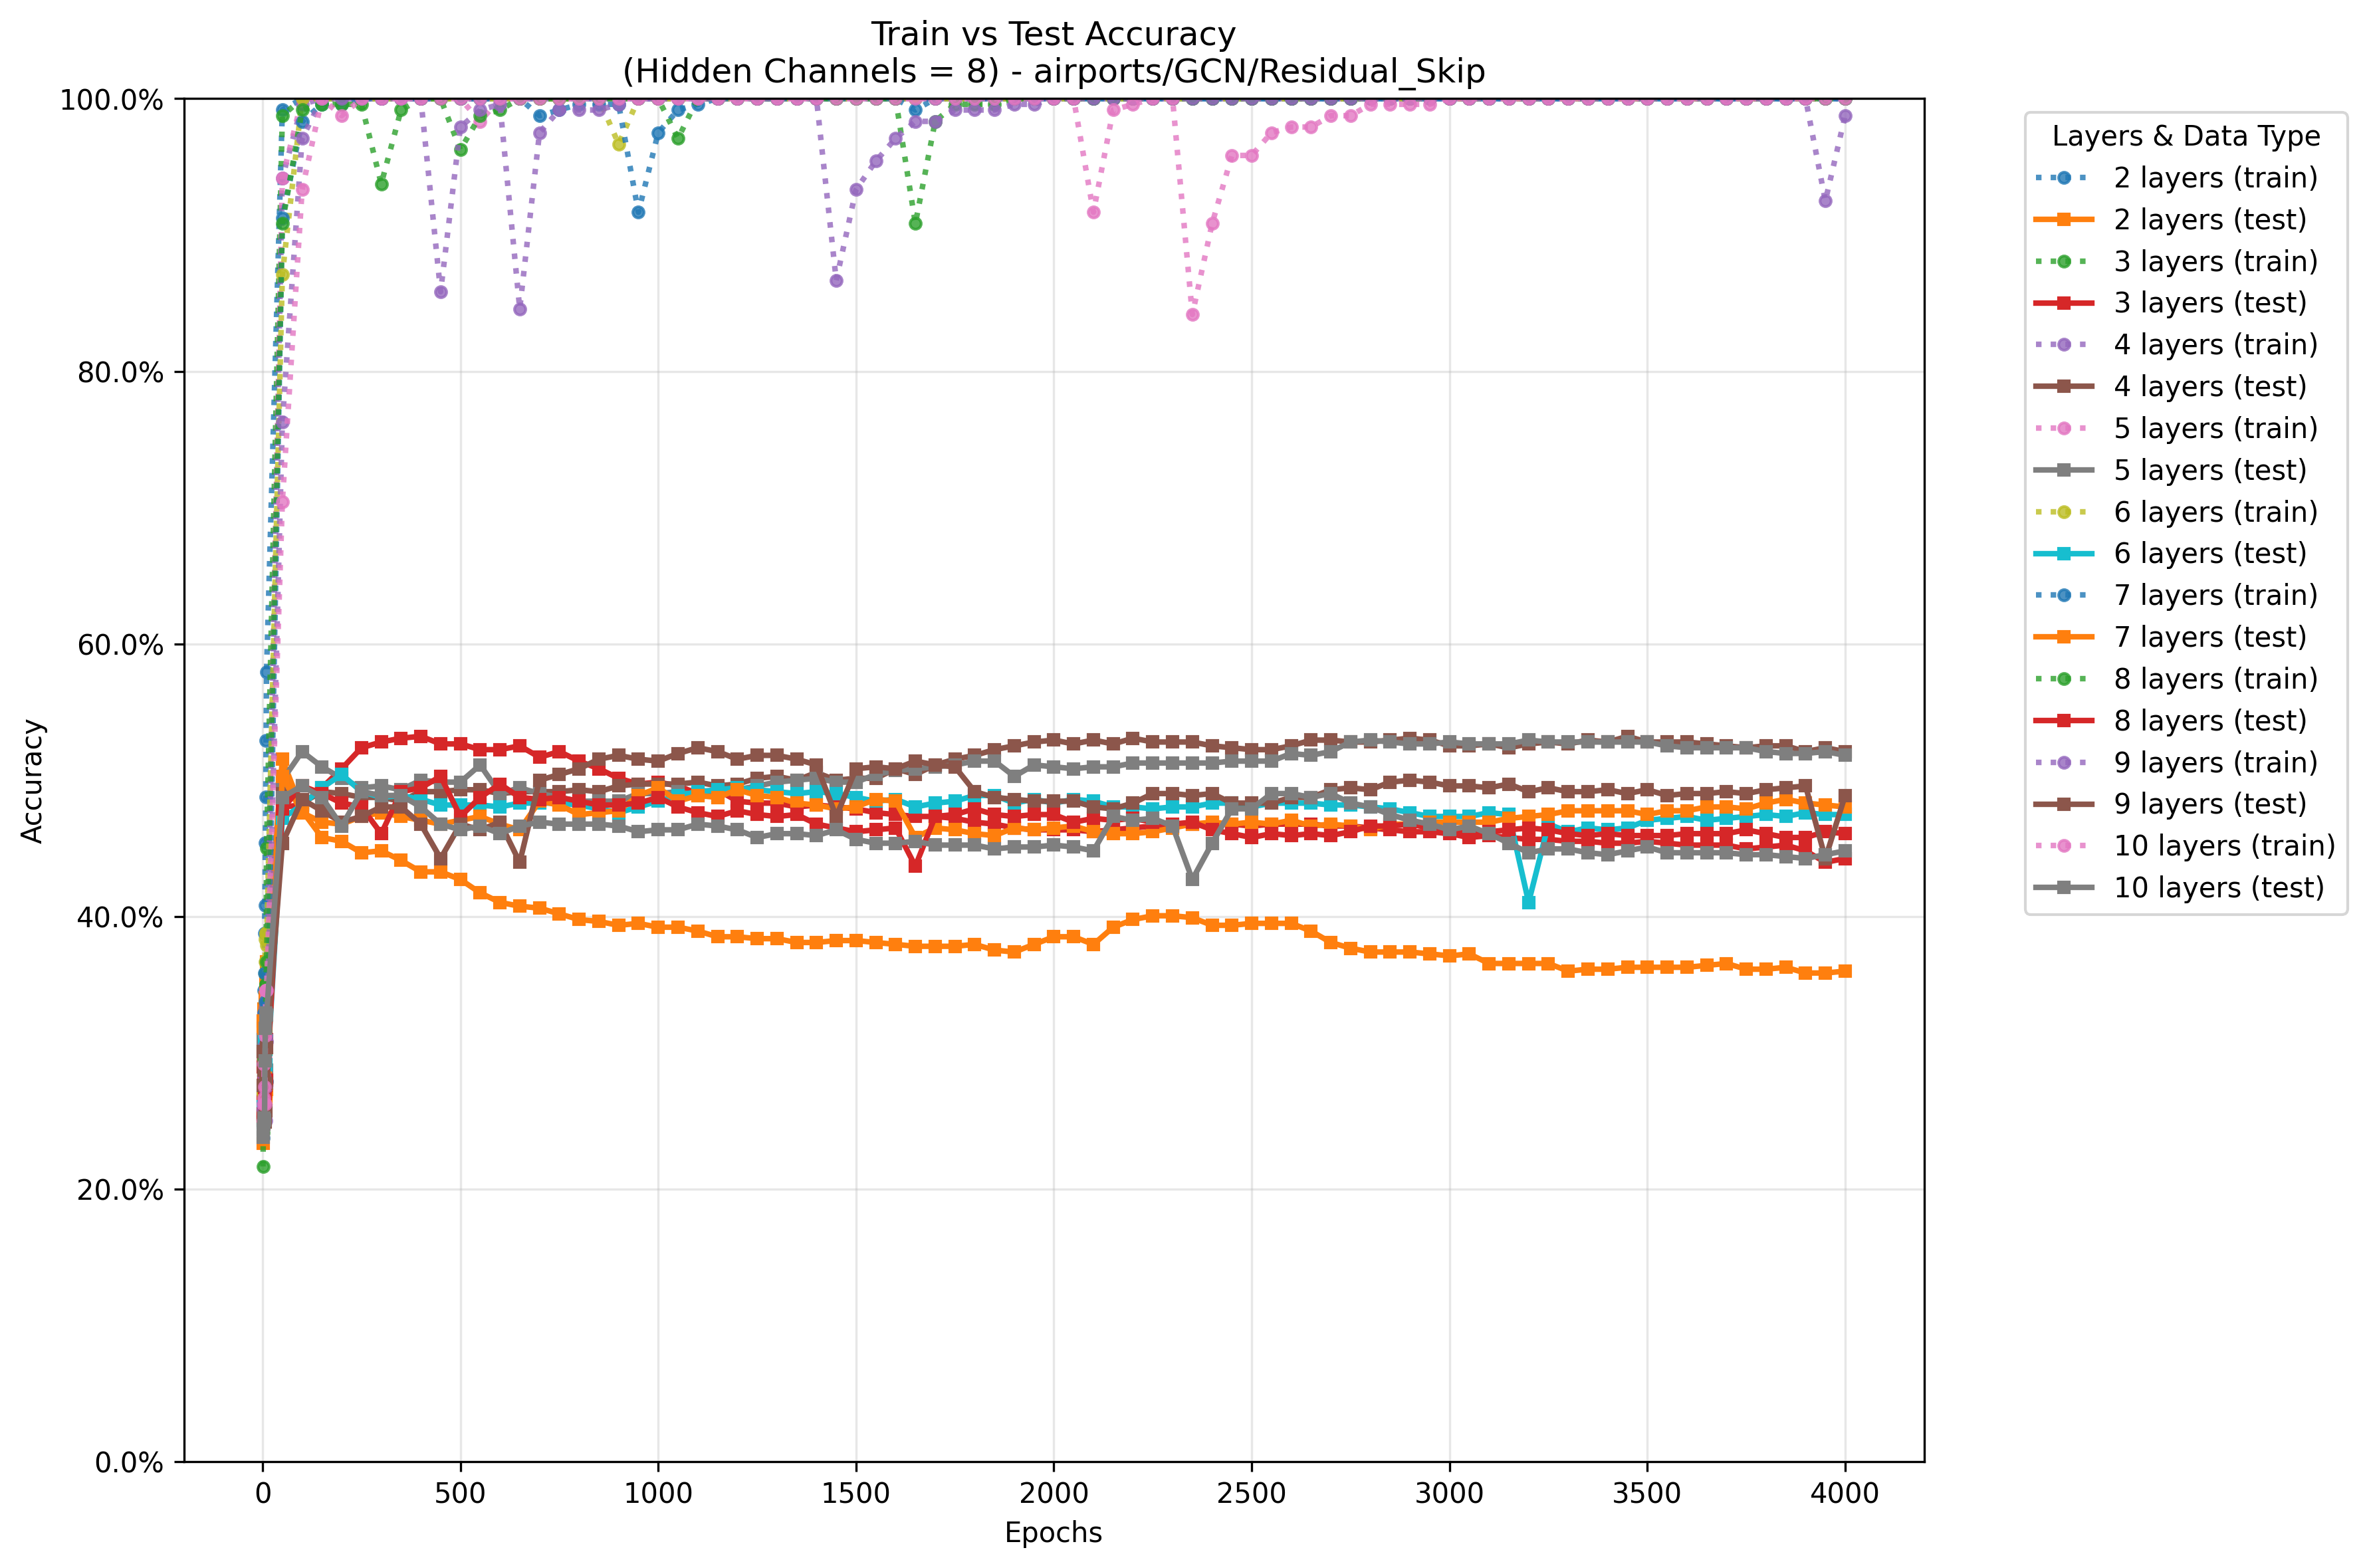 Train vs Test Accuracy
(Hidden Channels = 8) - airports/GCN/Residual_Skip
100.0%
80.0%
60.0%
40.0%
20.0%
0.0%
Accuracy
0
500
1000
1500
2000
2500
3000
3500
4000
Epochs
Layers & Data Type
2 layers (train)
2 layers (test)
3 layers (train)
3 layers (test)
4 layers (train)
4 layers (test)
5 layers (train)
5 layers (test)
6 layers (train)
6 layers (test)
7 layers (train)
7 layers (test)
8 layers (train)
8 layers (test)
9 layers (train)
9 layers (test)
10 layers (train)
10 layers (test)